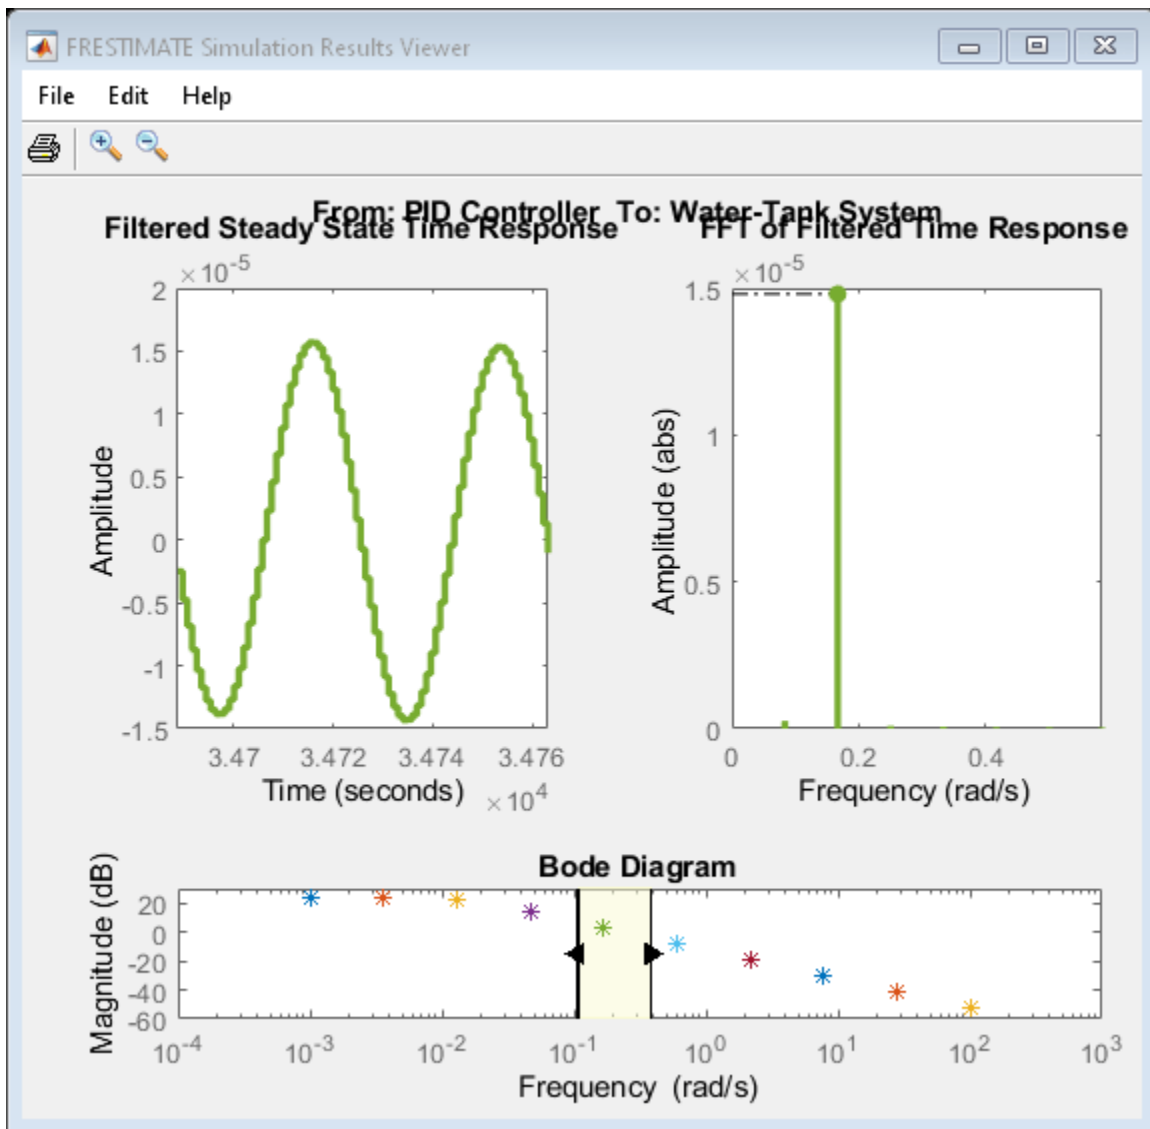 FRESTIMATE Simulation Results Viewer
File Edit Help
From: PID Controller To: Water-Tank System
Filtered Steady State Time Response
FFT of Filtered Time Response
×10⁻⁵
2
1.5
1
0.5
0
-0.5
-1
-1.5
Amplitude
3.47 3.472 3.474 3.476
Time (seconds)
×10⁴
×10⁻⁵
1.5
1
0.5
0
Amplitude (abs)
0 0.2 0.4
Frequency (rad/s)
Bode Diagram
Magnitude (dB)
20
0
-20
-40
-60
10⁻⁴ 10⁻³ 10⁻² 10⁻¹ 10⁰ 10¹ 10² 10³
Frequency (rad/s)